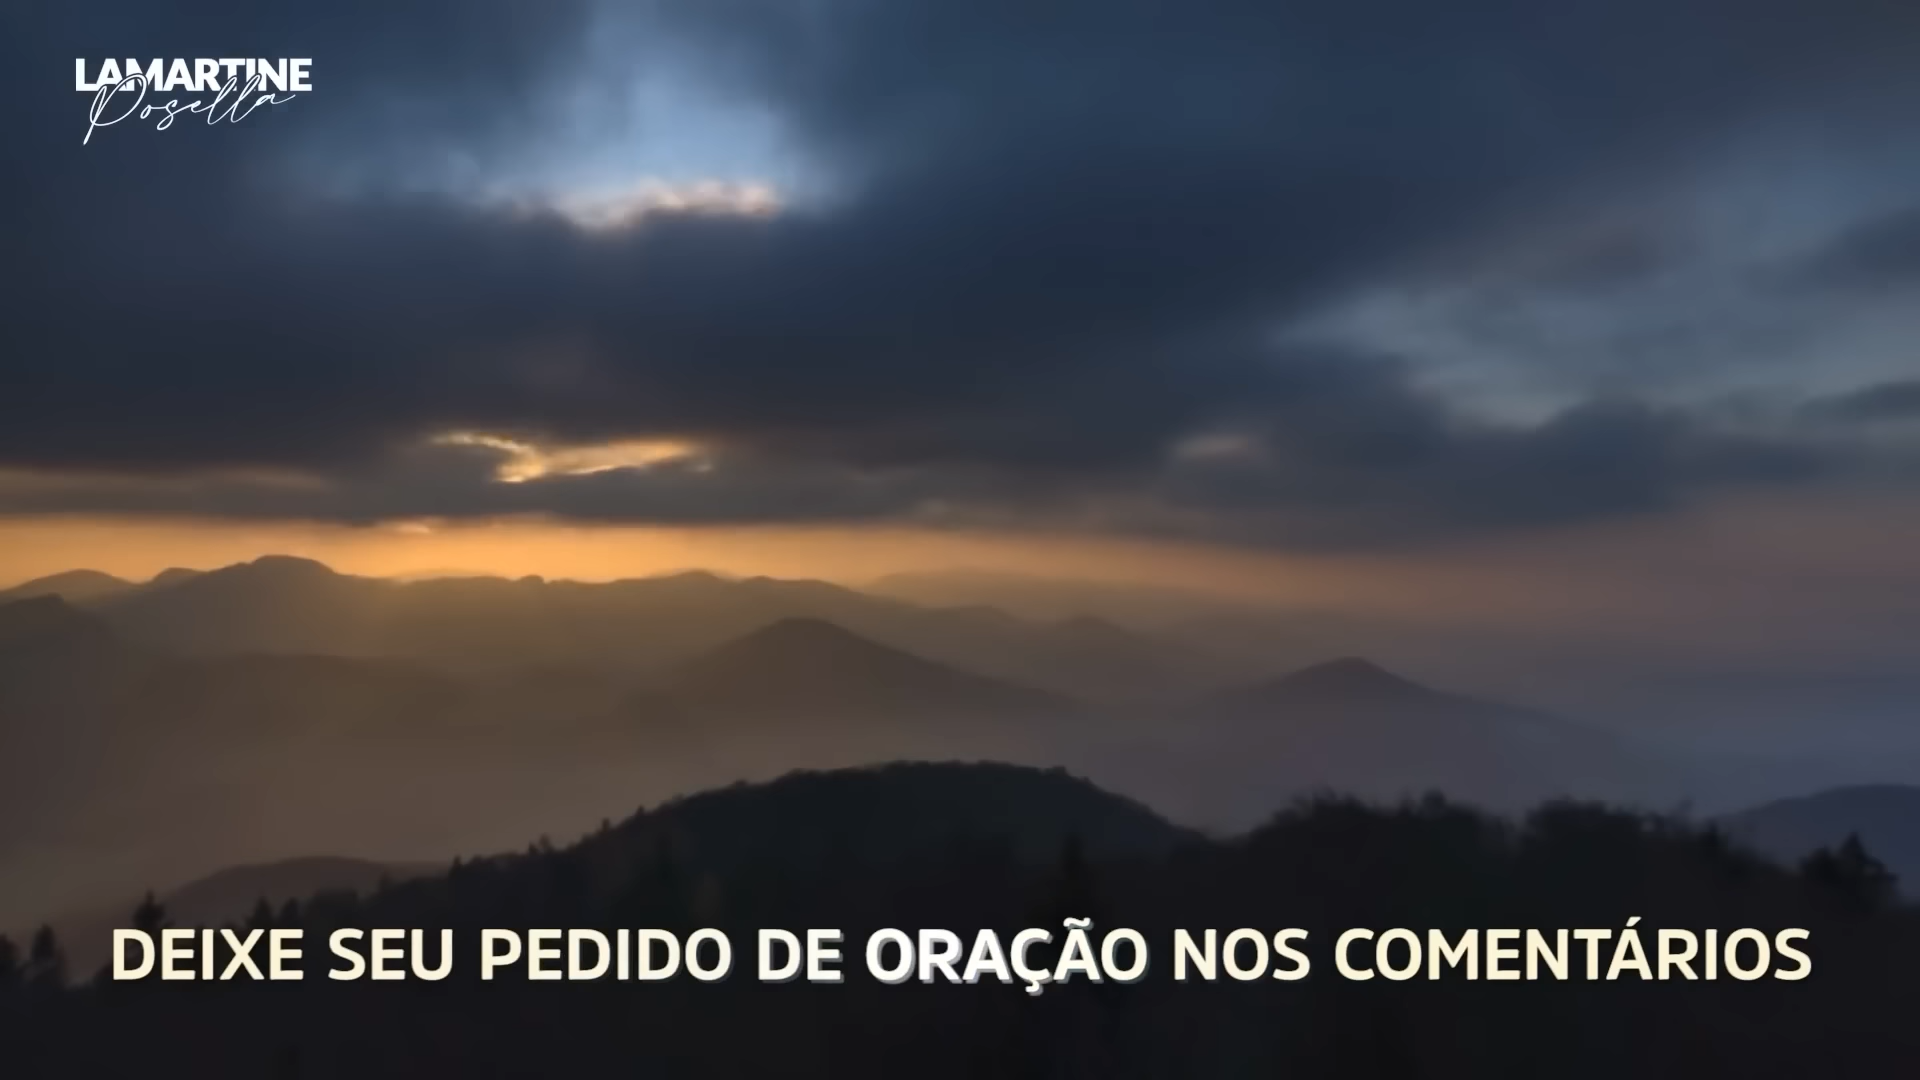 LAMARTINE
Posella
DEIXE SEU PEDIDO DE ORAÇÃO NOS COMENTÁRIOS